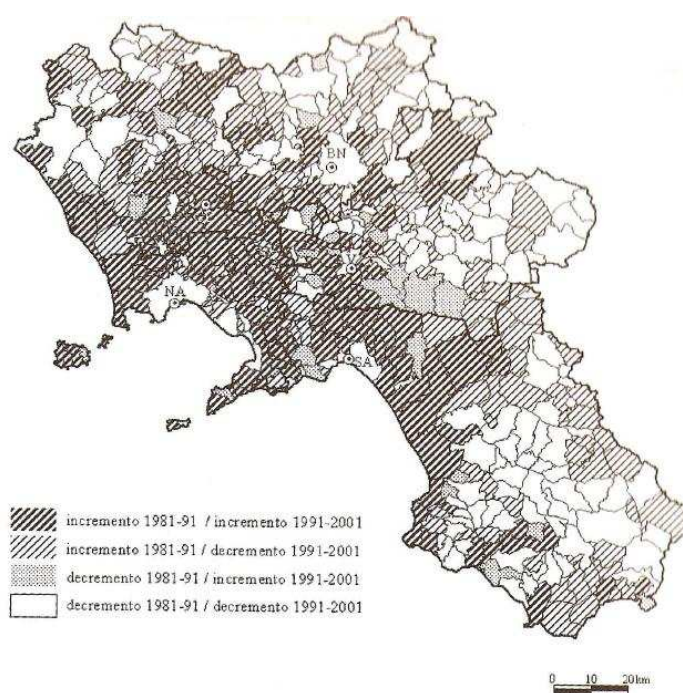 BN
NA
SA
incremento 1981-91 / incremento 1991-2001
incremento 1981-91 / decremento 1991-2001
decremento 1981-91 / incremento 1991-2001
decremento 1981-91 / decremento 1991-2001
0 10 20km